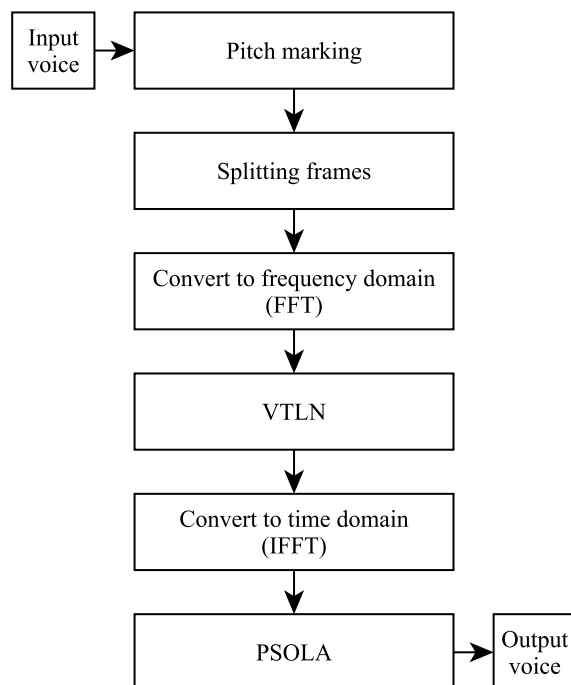 Input
voice
Pitch marking
Splitting frames
Convert to frequency domain
(FFT)
VTLN
Convert to time domain
(IFFT)
PSOLA
Output
voice